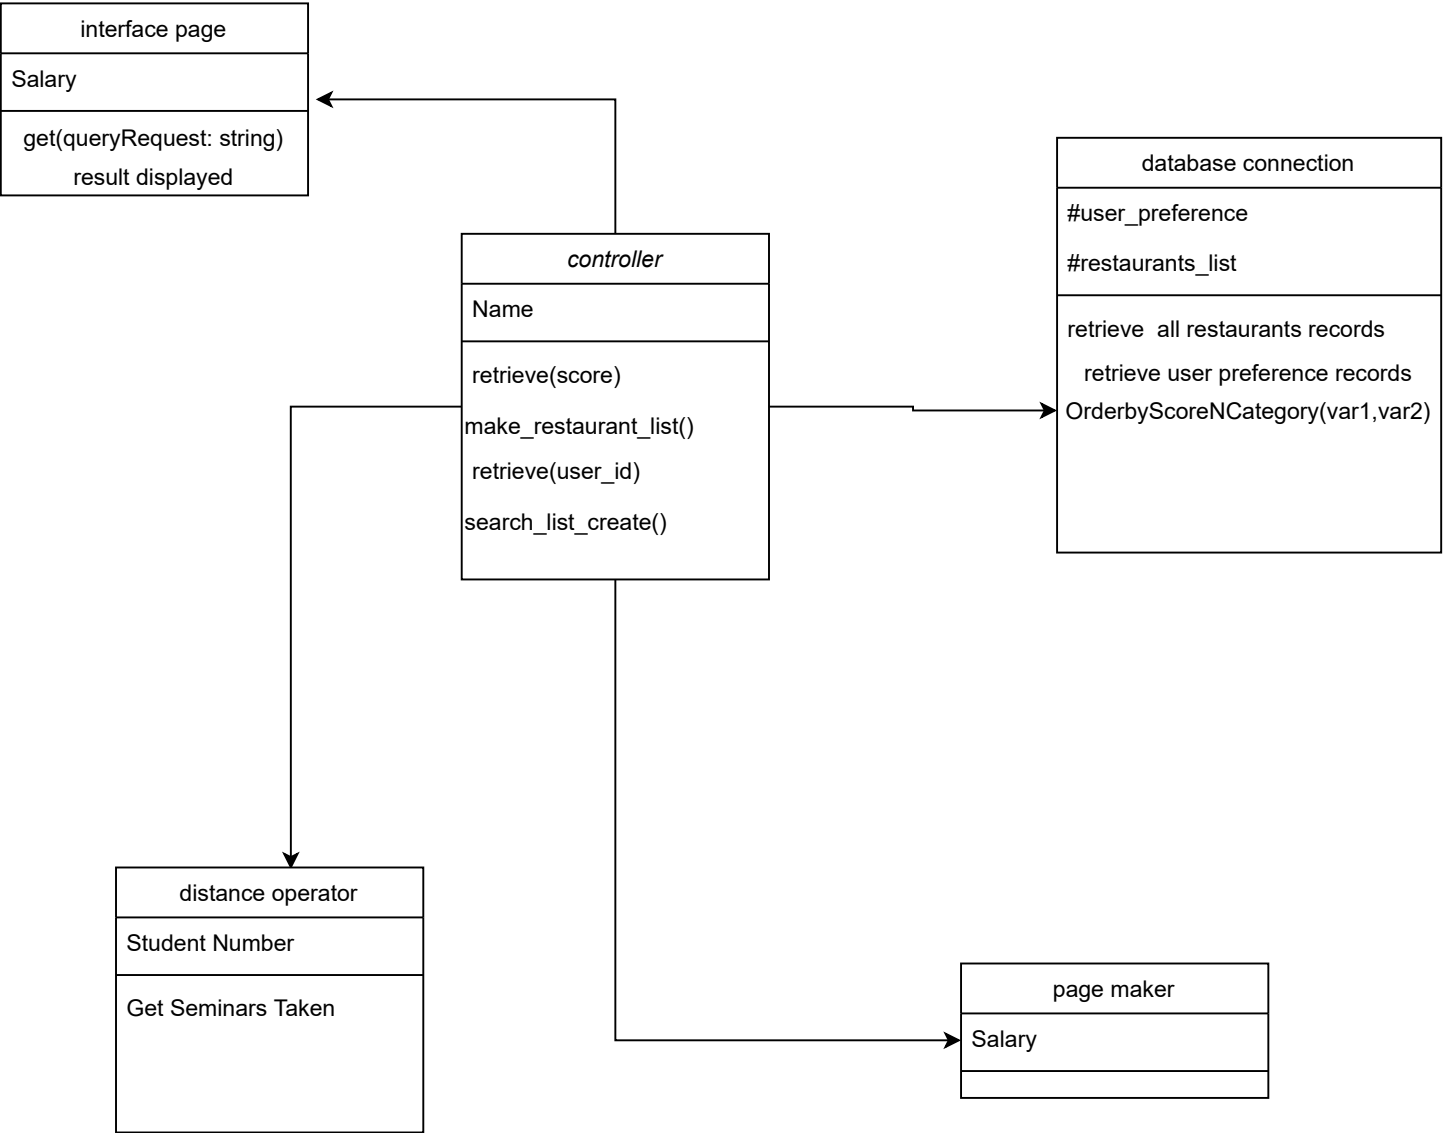 interface page
Salary
get(queryRequest: string)
result displayed
database connection
#user_preference
#restaurants_list
retrieve  all restaurants records
retrieve user preference records
OrderbyScoreNCategory(var1,var2)
controller
Name
retrieve(score)
make_restaurant_list()
retrieve(user_id)
search_list_create()
distance operator
Student Number
Get Seminars Taken
page maker
Salary